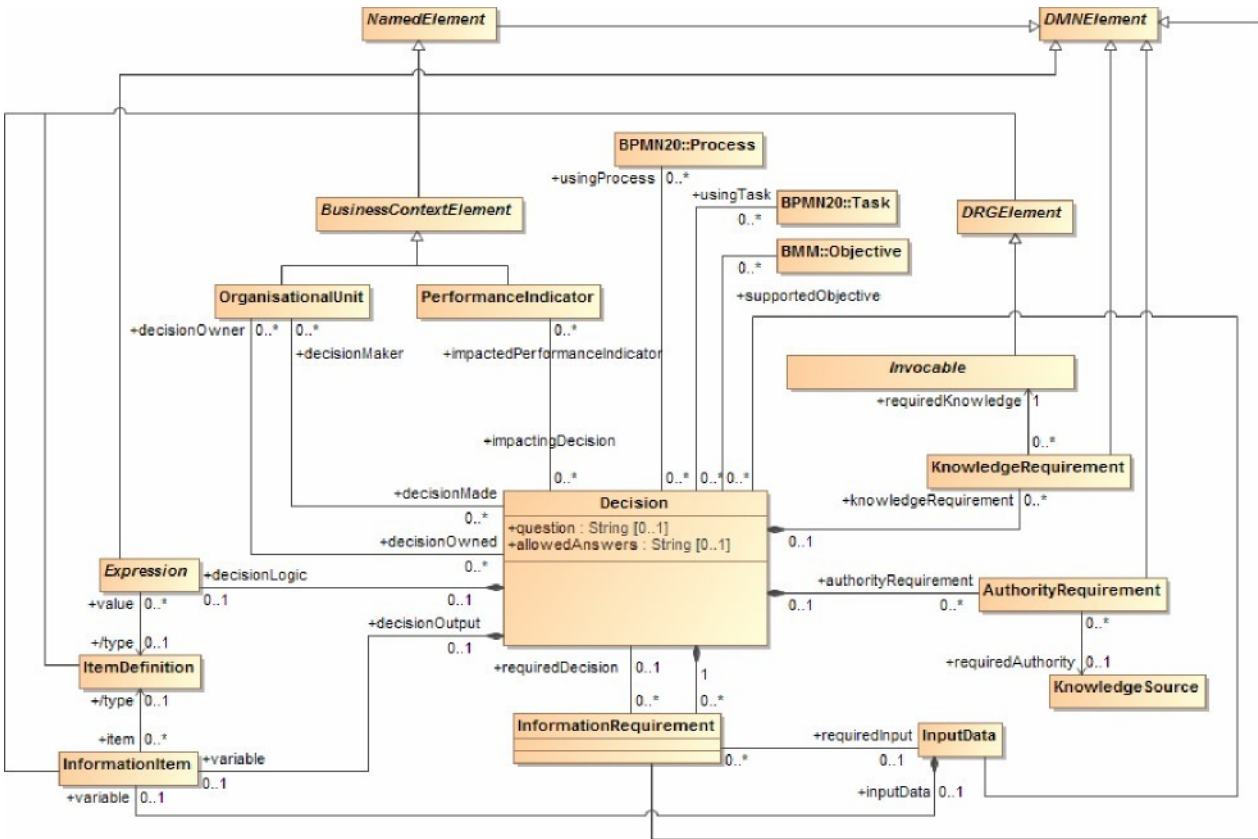 NamedElement
DMNElement
BPMN20::Process
+usingProcess 0..*
+usingTask
BPMN20::Task
0..*
BusinessContextElement
DRGElement
BMM::Objective
0..*
+supportedObjective
OrganisationalUnit
PerformanceIndicator
+decisionOwner 0..* 0..*
0..*
+decisionMaker
+impactedPerformanceIndicator
Invocable
+requiredKnowledge 1
+impactingDecision
0..*
KnowledgeRequirement
0..*
0..* 0..* 0..*
+decisionMade
0..*
Decision
+knowledgeRequirement 0..*
+question : String [0..1]
+allowedAnswers : String [0..1]
0..1
+decisionOwned
0..*
Expression
+decisionLogic
0..1
0..1
+authorityRequirement
0..1
0..*
AuthorityRequirement
+value 0..*
+decisionOutput
0..1
0..*
+/type 0..1
+requiredDecision 0..1
1
+requiredAuthority 0..1
ItemDefinition
KnowledgeSource
+/type 0..1
0..* 0..*
InformationRequirement
+item 0..*
+requiredInput
InputData
0..1
InformationItem
+variable
0..1
0..*
+variable 0..1
+inputData 0..1